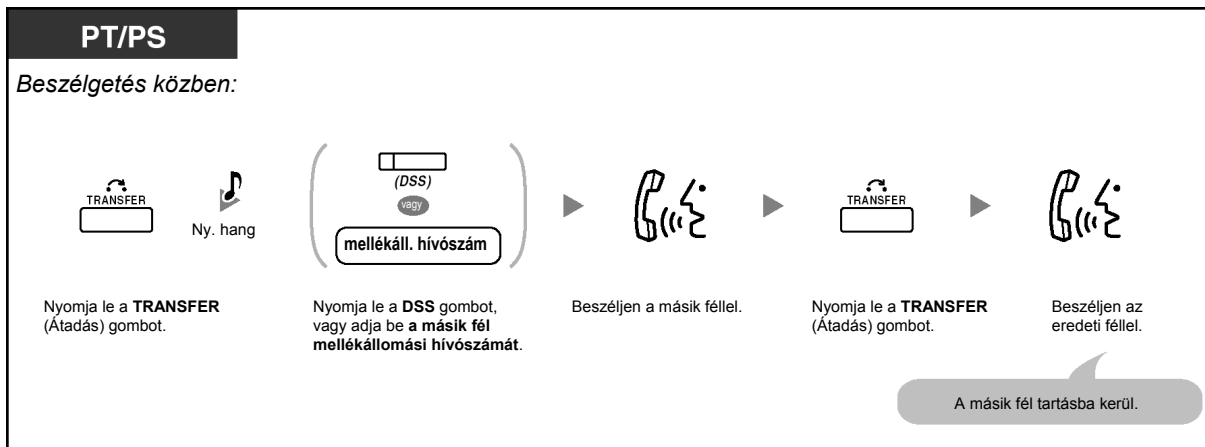 PT/PS
Beszélgetés közben:
TRANSFER
Ny. hang
(DSS)
vagy
mellékáll. hívószám
TRANSFER
Nyomja le a TRANSFER
(Átadás) gombot.
Nyomja le a DSS gombot,
vagy adja be a másik fél
mellékállomási hívószámát.
Beszéljen a másik féllel.
Nyomja le a TRANSFER
(Átadás) gombot.
Beszéljen az
eredeti féllel.
A másik fél tartásba kerül.